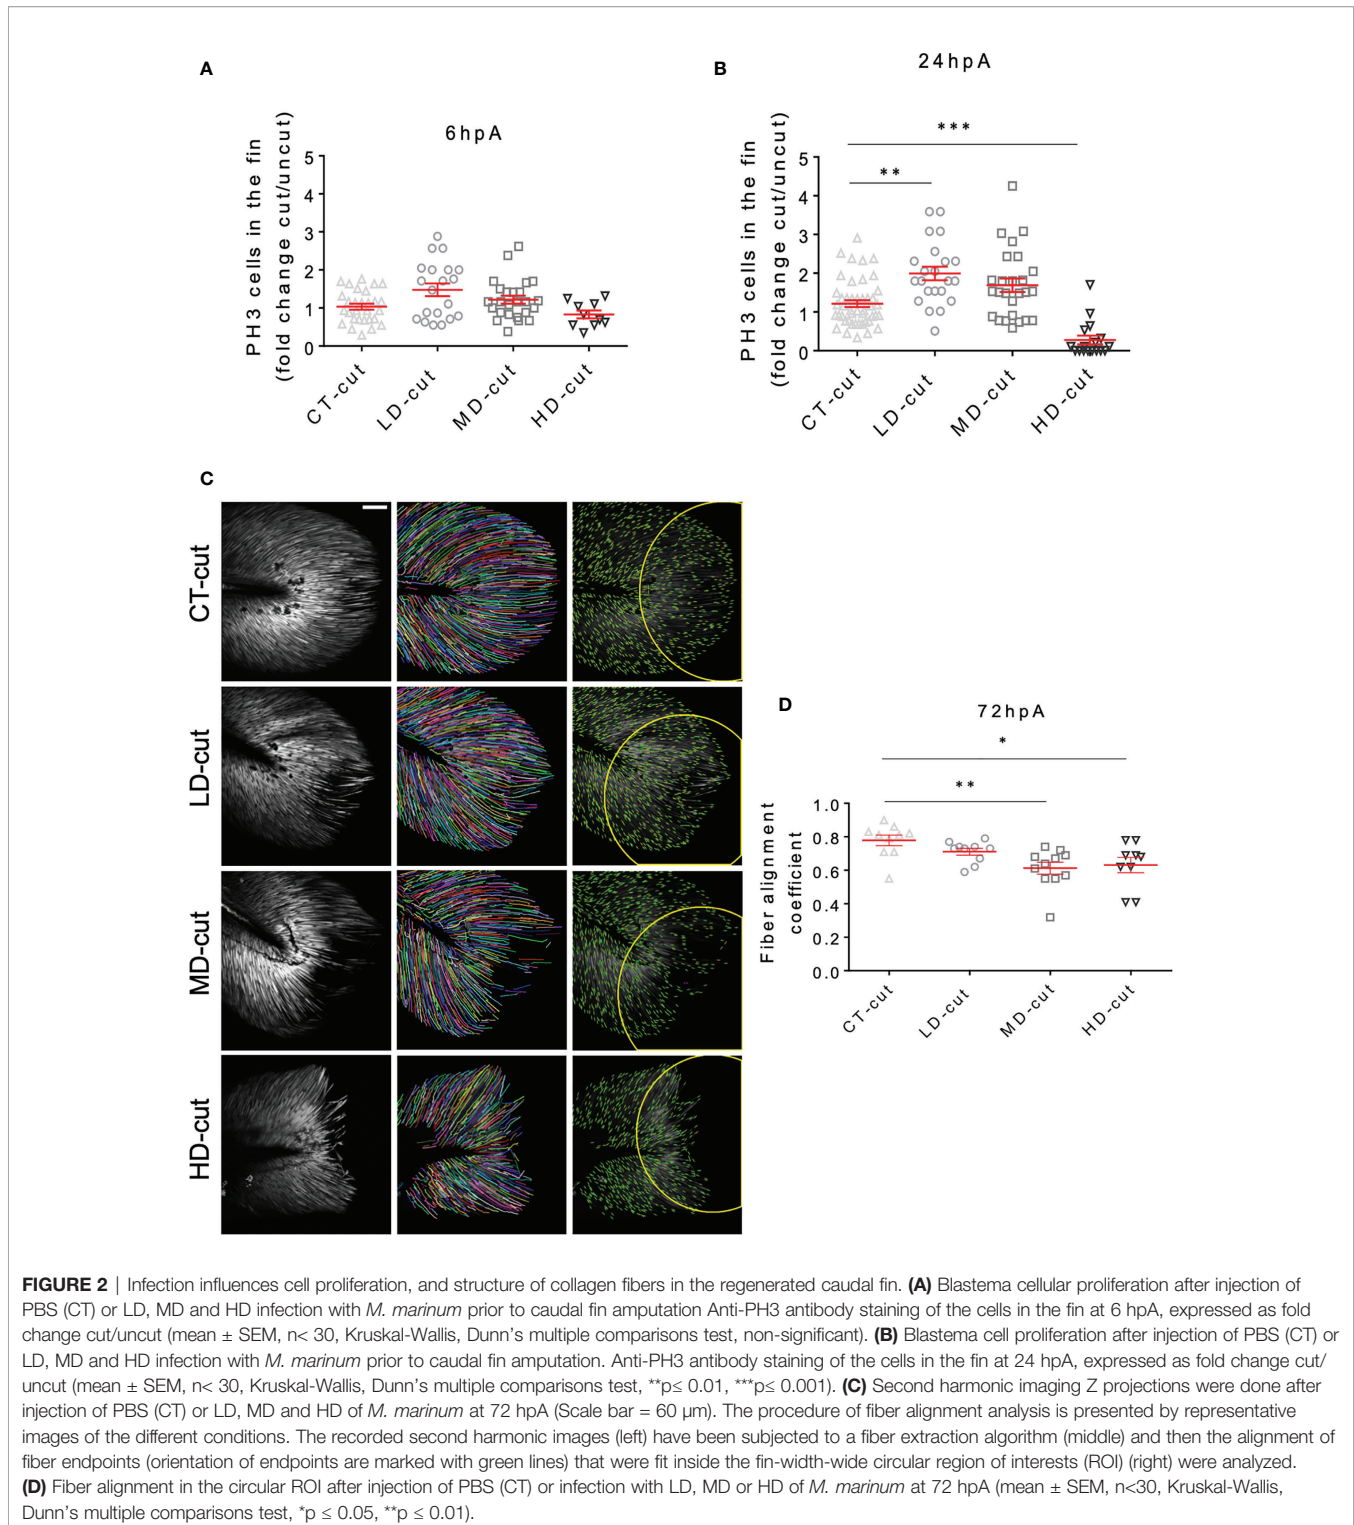 A
6hpA
PH3 cells in the fin
(fold change cut/uncut)
5
4
3
2
1
0
CT-cut
LD-cut
MD-cut
HD-cut
B
24hpA
***
**
PH3 cells in the fin
(fold change cut/uncut)
5
4
3
2
1
0
CT-cut
LD-cut
MD-cut
HD-cut
C
CT-cut
LD-cut
MD-cut
HD-cut
D
72hpA
*
**
Fiber alignment
coefficient
1.0
0.8
0.6
0.4
0.2
0.0
CT-cut
LD-cut
MD-cut
HD-cut
FIGURE 2 | Infection influences cell proliferation, and structure of collagen fibers in the regenerated caudal fin. (A) Blastema cellular proliferation after injection of
PBS (CT) or LD, MD and HD infection with M. marinum prior to caudal fin amputation Anti-PH3 antibody staining of the cells in the fin at 6 hpA, expressed as fold
change cut/uncut (mean ± SEM, n< 30, Kruskal-Wallis, Dunn’s multiple comparisons test, non-significant). (B) Blastema cell proliferation after injection of PBS (CT) or
LD, MD and HD infection with M. marinum prior to caudal fin amputation. Anti-PH3 antibody staining of the cells in the fin at 24 hpA, expressed as fold change cut/
uncut (mean ± SEM, n< 30, Kruskal-Wallis, Dunn’s multiple comparisons test, **p≤ 0.01, ***p≤ 0.001). (C) Second harmonic imaging Z projections were done after
injection of PBS (CT) or LD, MD and HD of M. marinum at 72 hpA (Scale bar = 60 µm). The procedure of fiber alignment analysis is presented by representative
images of the different conditions. The recorded second harmonic images (left) have been subjected to a fiber extraction algorithm (middle) and then the alignment of
fiber endpoints (orientation of endpoints are marked with green lines) that were fit inside the fin-width-wide circular region of interests (ROI) (right) were analyzed.
(D) Fiber alignment in the circular ROI after injection of PBS (CT) or infection with LD, MD or HD of M. marinum at 72 hpA (mean ± SEM, n<30, Kruskal-Wallis,
Dunn’s multiple comparisons test, *p ≤ 0.05, **p ≤ 0.01).